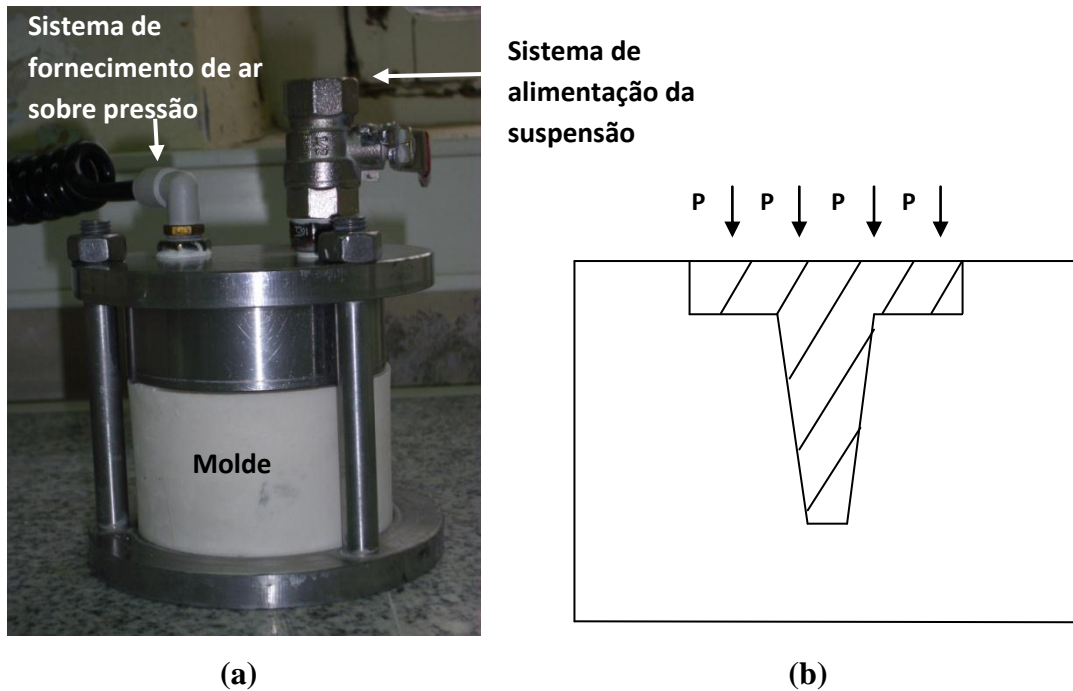 Sistema de
fornecimento de ar
sobre pressão
Sistema de
alimentação da
suspensão
Molde
P P P P
(a)
(b)